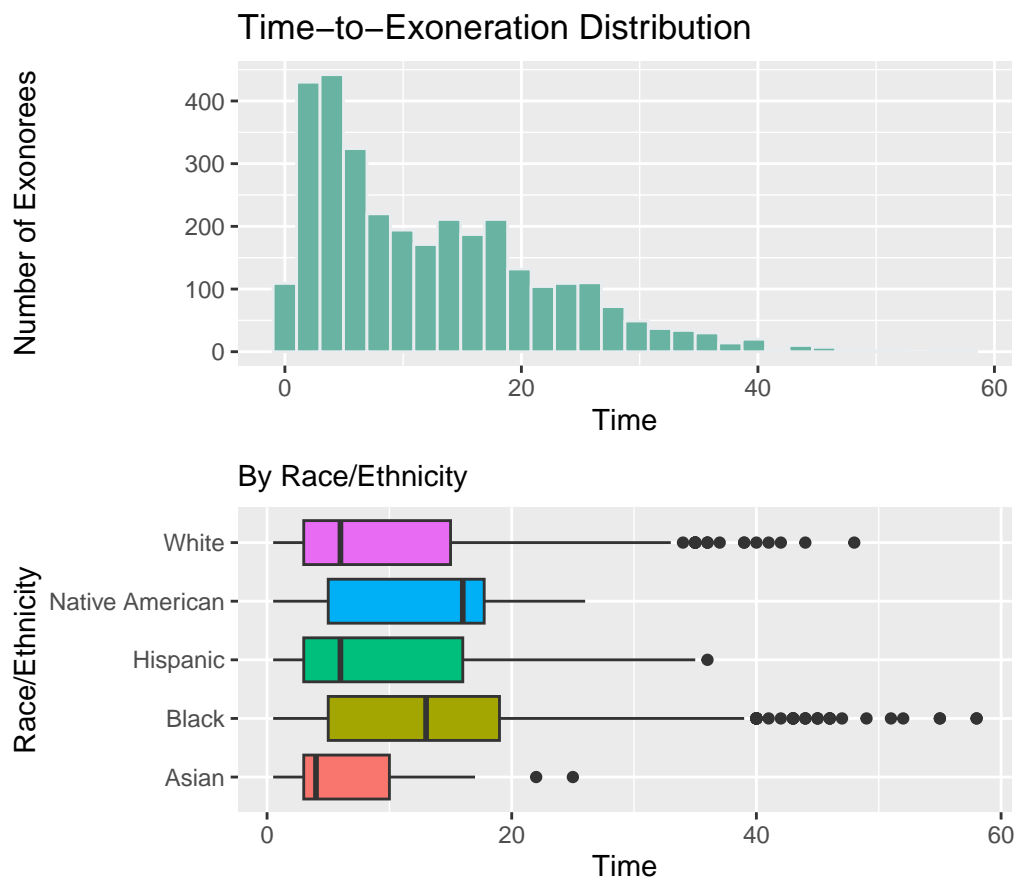 Time−to−Exoneration Distribution
Number of Exonorees
400
300
200
100
0
0 20 40 60
Time
By Race/Ethnicity
Race/Ethnicity
White
Native American
Hispanic
Black
Asian
0 20 40 60
Time